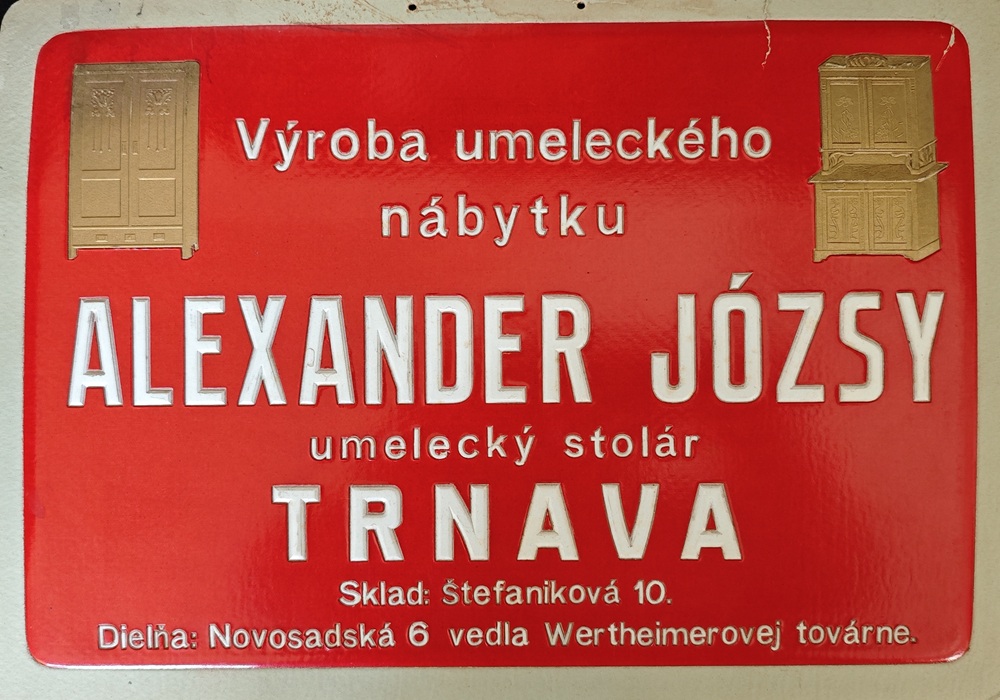 Výroba umeleckého
nábytku
ALEXANDER JÓZSY
umelecký stolár
TRNAVA
Sklad: Štefaniková 10.
Dielňa: Novosadská 6 vedla Wertheimerovej továrne.